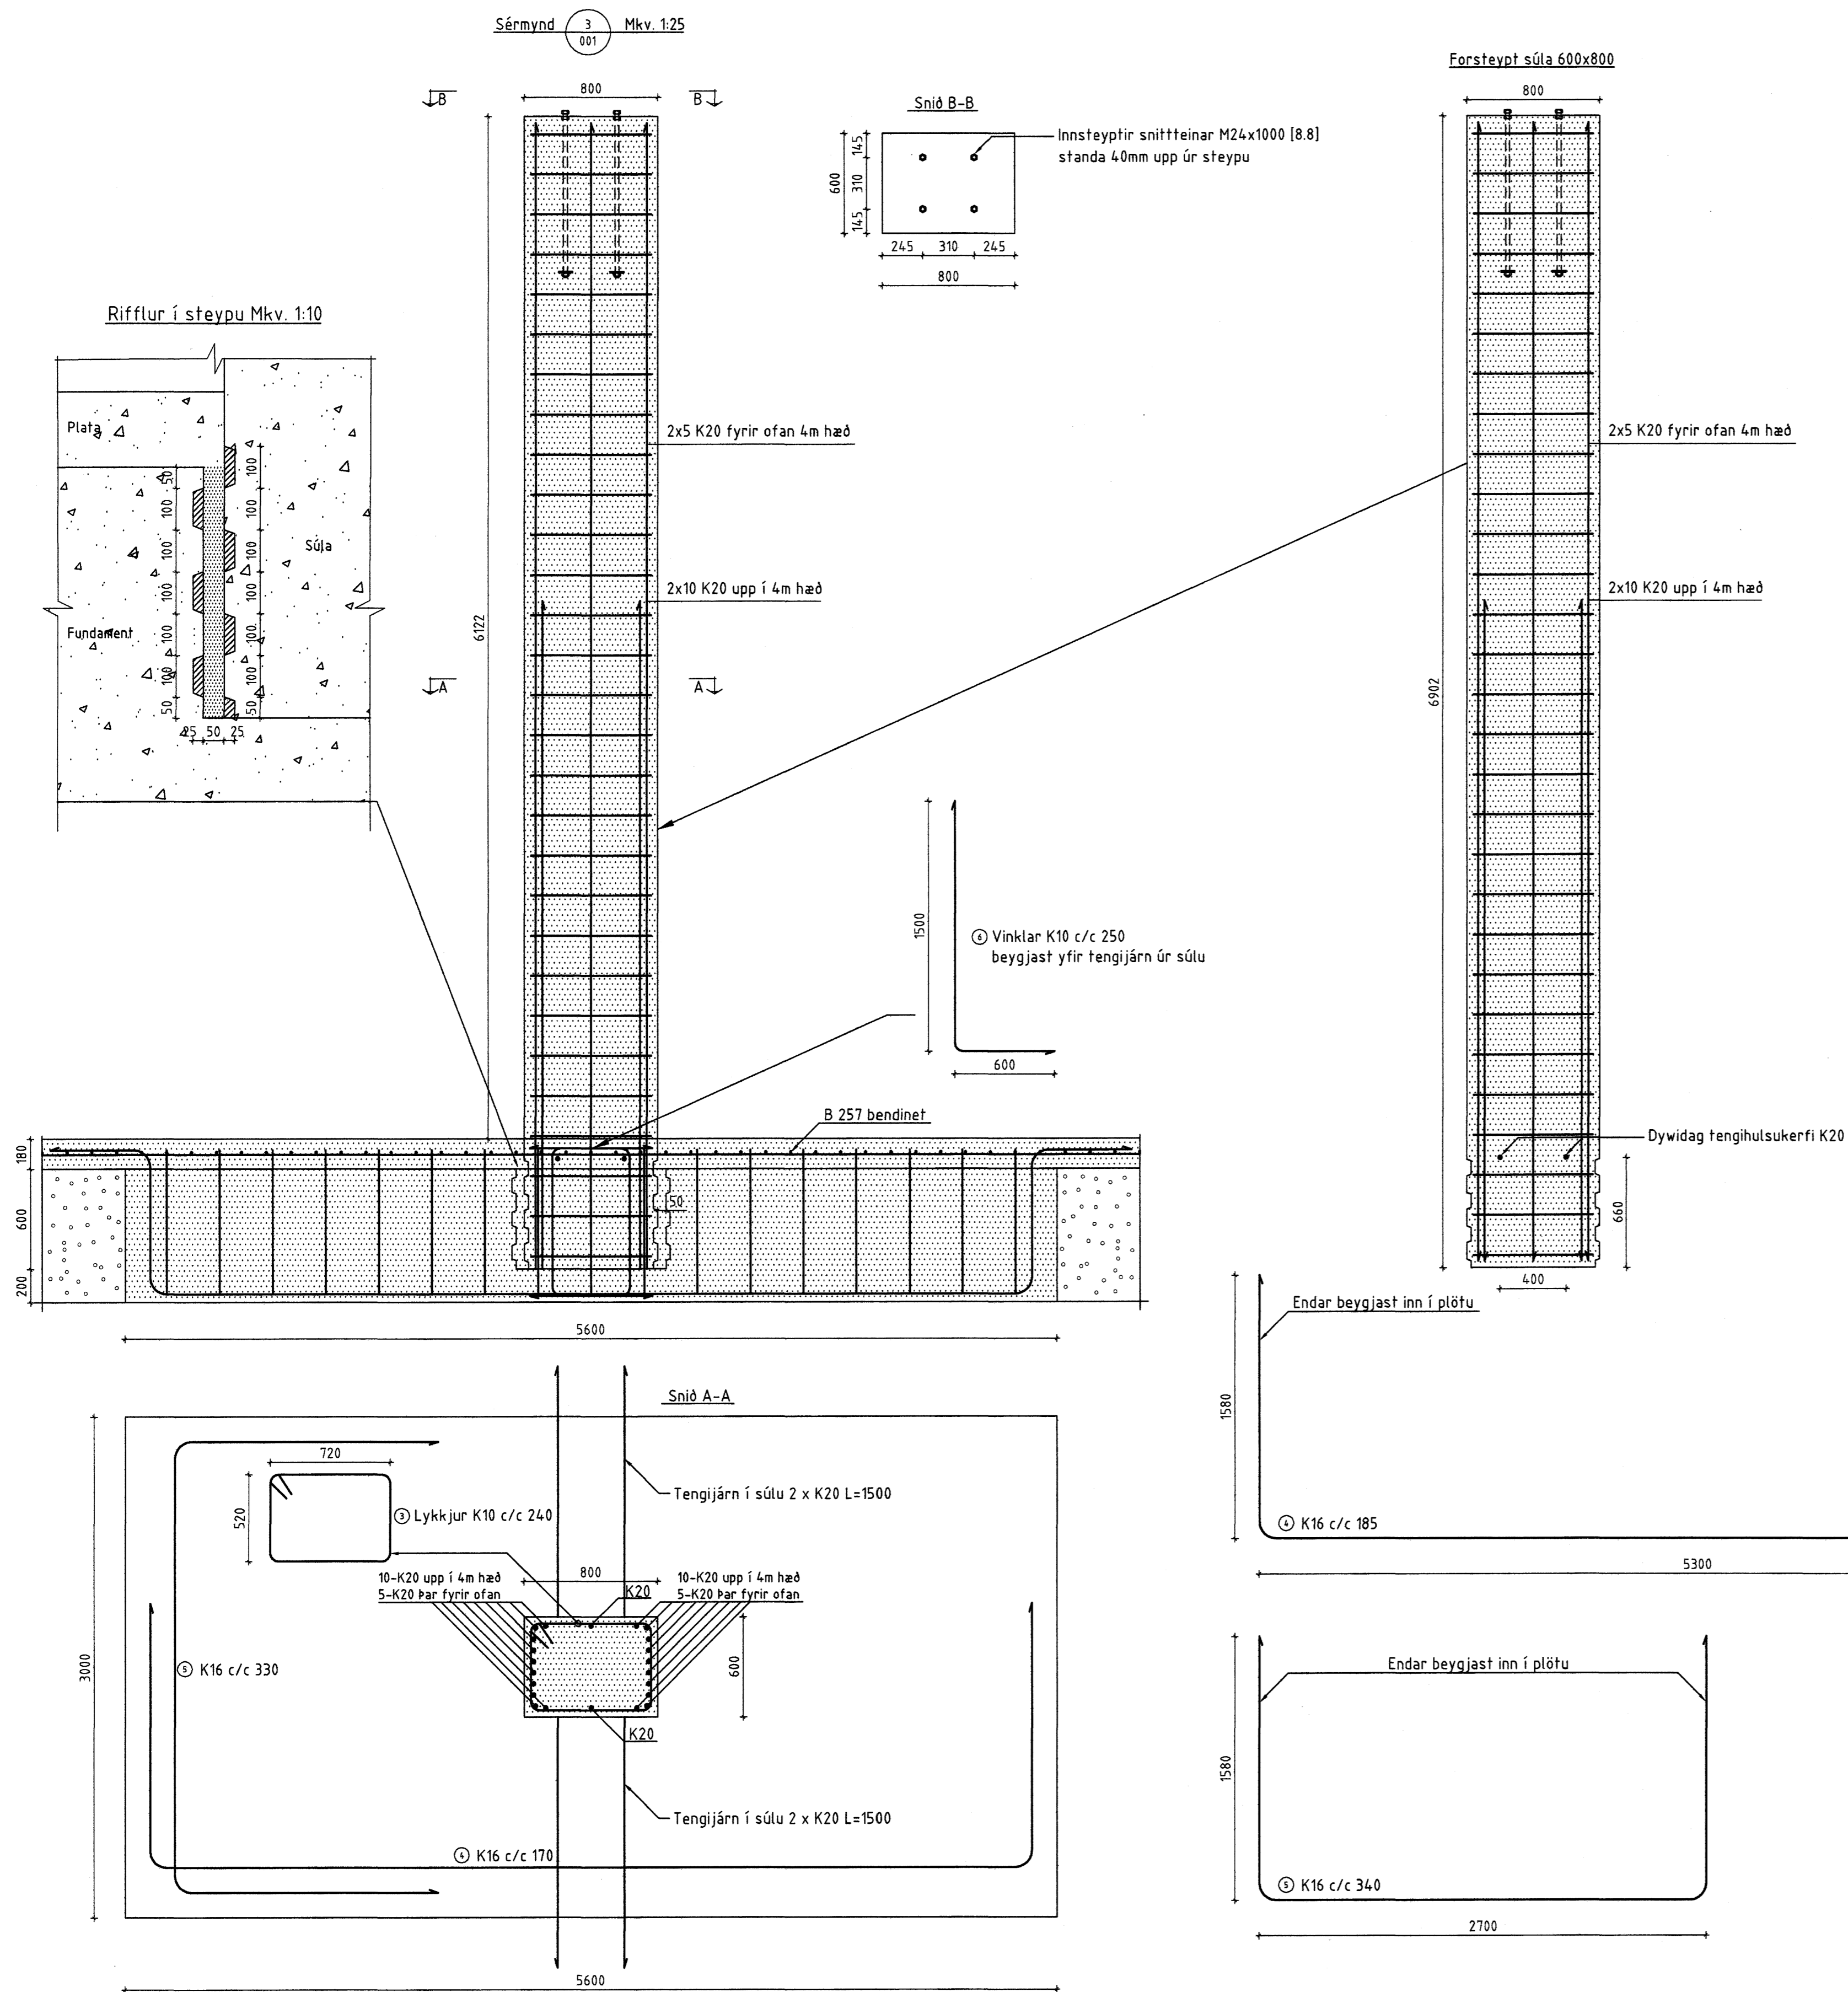 Sérmynd 3 Mkv. 1:25
001
B
B
800
6122
2x5 K20 fyrir ofan 4m hæð
2x10 K20 upp í 4m hæð
A
A
Snið B-B
Innsteyptir snittteinar M24x1000 [8.8]
standa 40mm upp úr steypu
145
310
145
600
245 310 245
800
Forsteypt súla 600x800
800
6902
2x5 K20 fyrir ofan 4m hæð
2x10 K20 upp í 4m hæð
Dywidag tengihulsukerfi K20
660
400
Rifflur í steypu Mkv. 1:10
Plata
Súla
Fundament
50
100
100
100
100
100
50
100
100
100
100
100
100
50
25 50 25
1500
6 Vinklar K10 c/c 250
beygjast yfir tengijárn úr súlu
600
B 257 bendinet
180
600
200
50
5600
Snið A-A
720
520
3 Lykkjur K10 c/c 240
Tengijárn í súlu 2 x K20 L=1500
10-K20 upp í 4m hæð
5-K20 Þar fyrir ofan
800
K20
10-K20 upp í 4m hæð
5-K20 Þar fyrir ofan
600
K20
3000
5 K16 c/c 330
Tengijárn í súlu 2 x K20 L=1500
4 K16 c/c 170
5600
Endar beygjast inn í plötu
1580
4 K16 c/c 185
5300
Endar beygjast inn í plötu
1580
5 K16 c/c 340
2700